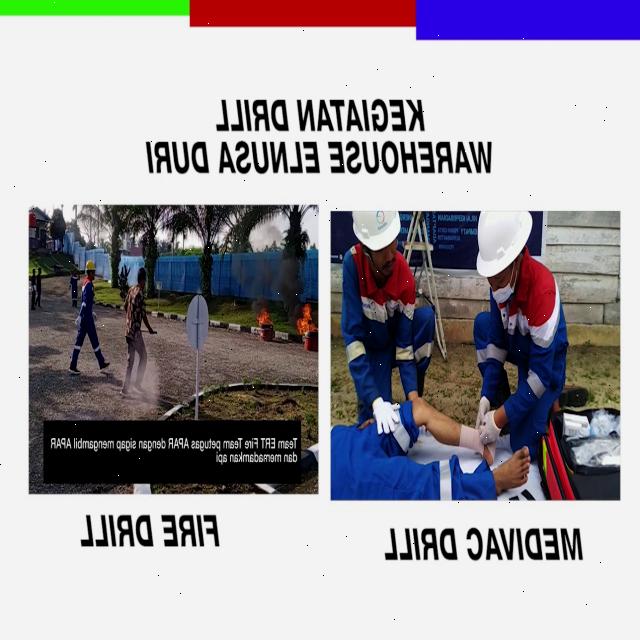 KEGIATAN DRILL
WAREHOUSE ELNUSA DURI
Team ERT Fire Team petugas APAR dengan sigap mengambil APAR
dan memadamkan api
MEDIVAC DRILL
FIRE DRILL